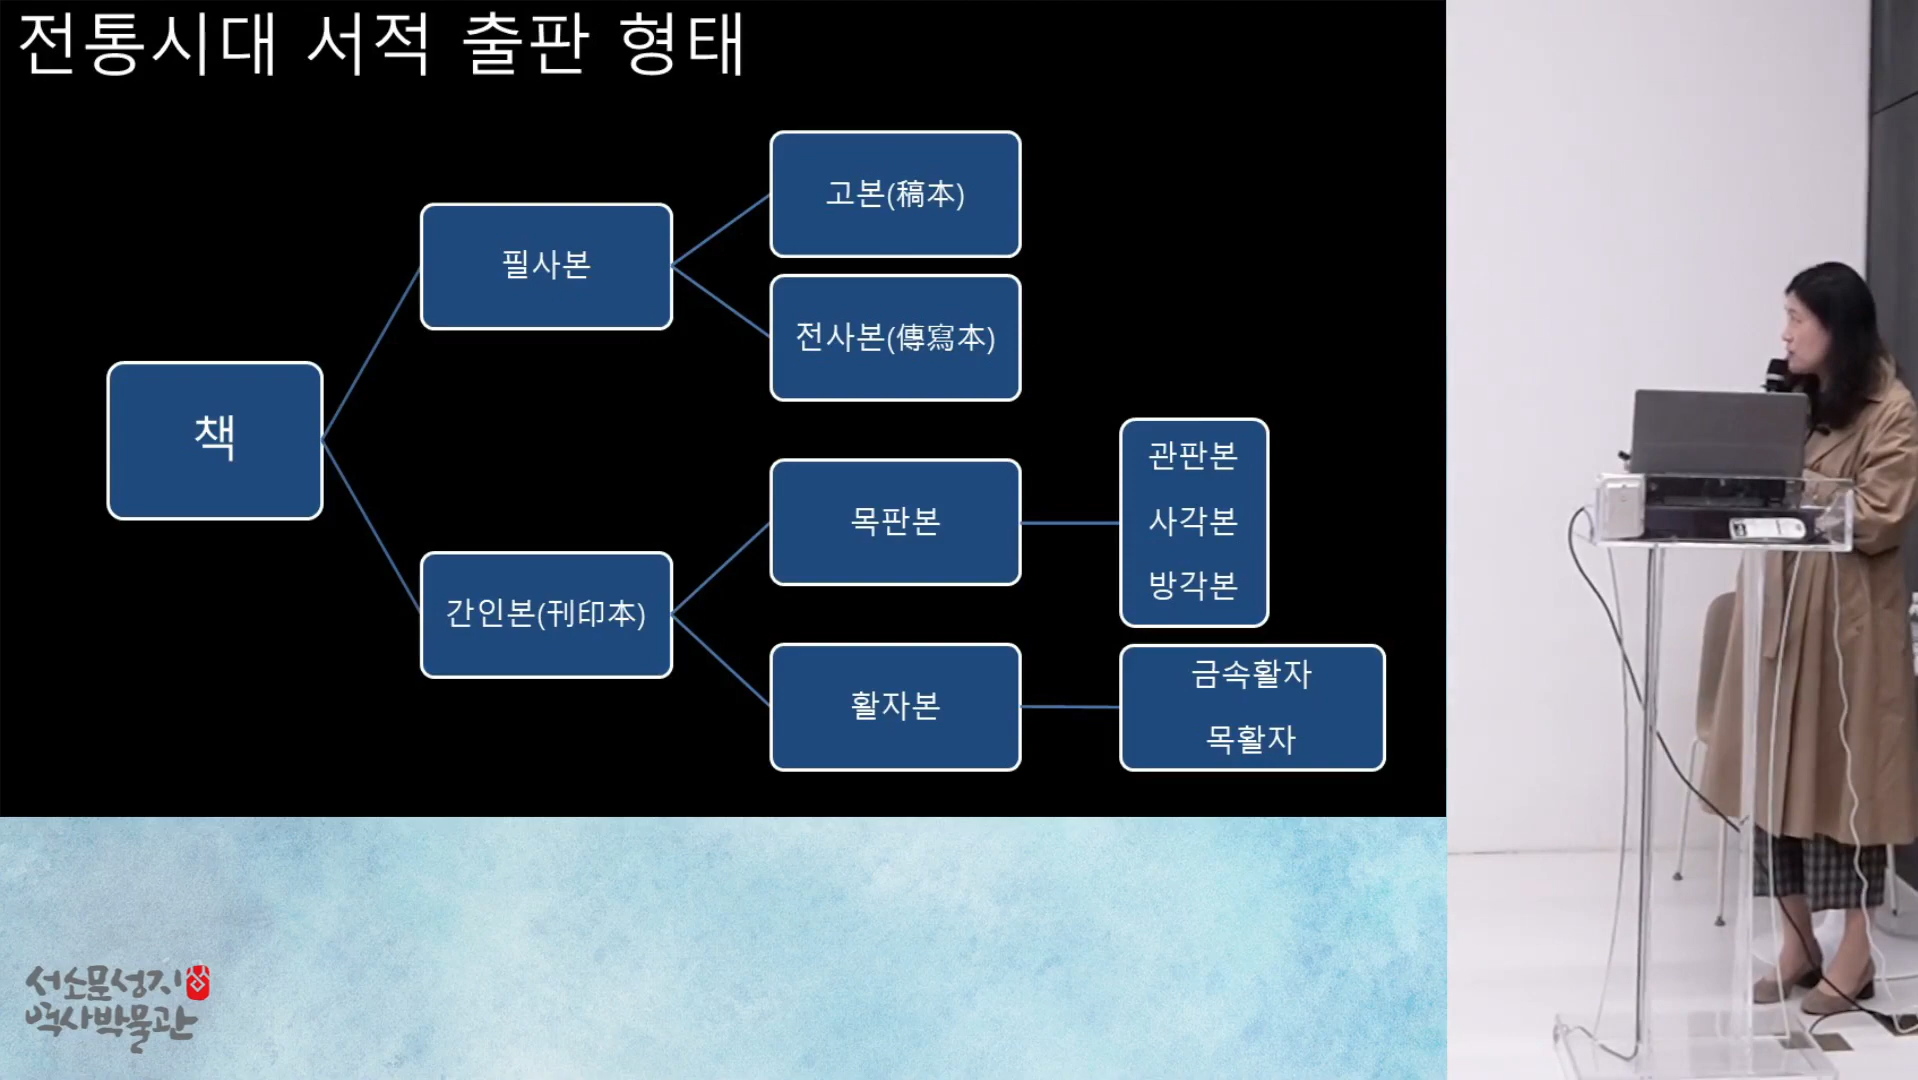 전통시대 서적 출판 형태
책
필사본
고본(稿本)
전사본(傳寫本)
간인본(刊印本)
목판본
관판본
사각본
방각본
활자본
금속활자
목활자
서소문성지
역사박물관